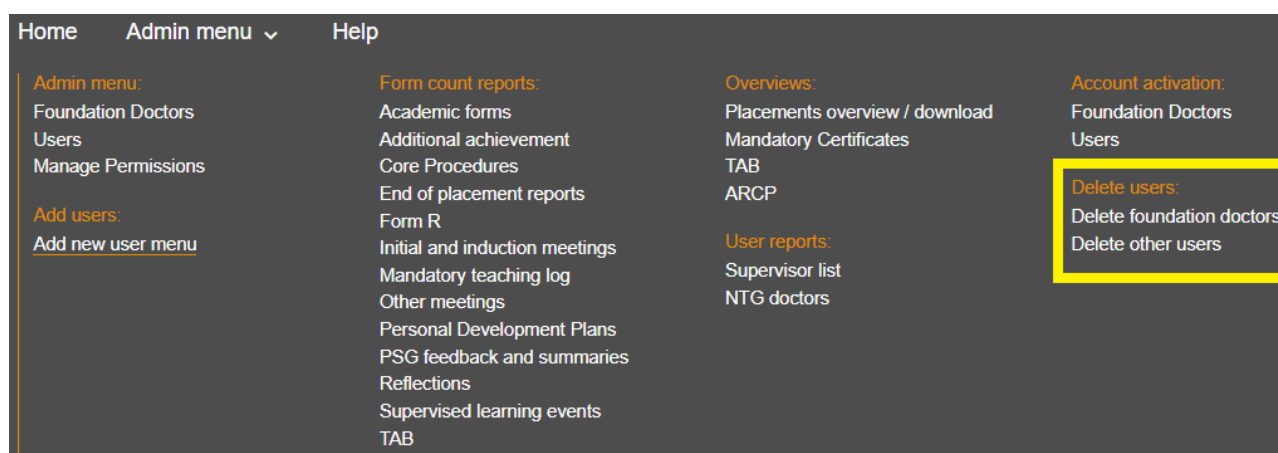 Home Admin menu Help
Admin menu:
Foundation Doctors
Users
Manage Permissions
Add users:
Add new user menu
Form count reports:
Academic forms
Additional achievement
Core Procedures
End of placement reports
Form R
Initial and induction meetings
Mandatory teaching log
Other meetings
Personal Development Plans
PSG feedback and summaries
Reflections
Supervised learning events
TAB
Overviews:
Placements overview / download
Mandatory Certificates
TAB
ARCP
User reports:
Supervisor list
NTG doctors
Account activation:
Foundation Doctors
Users
Delete users:
Delete foundation doctors
Delete other users